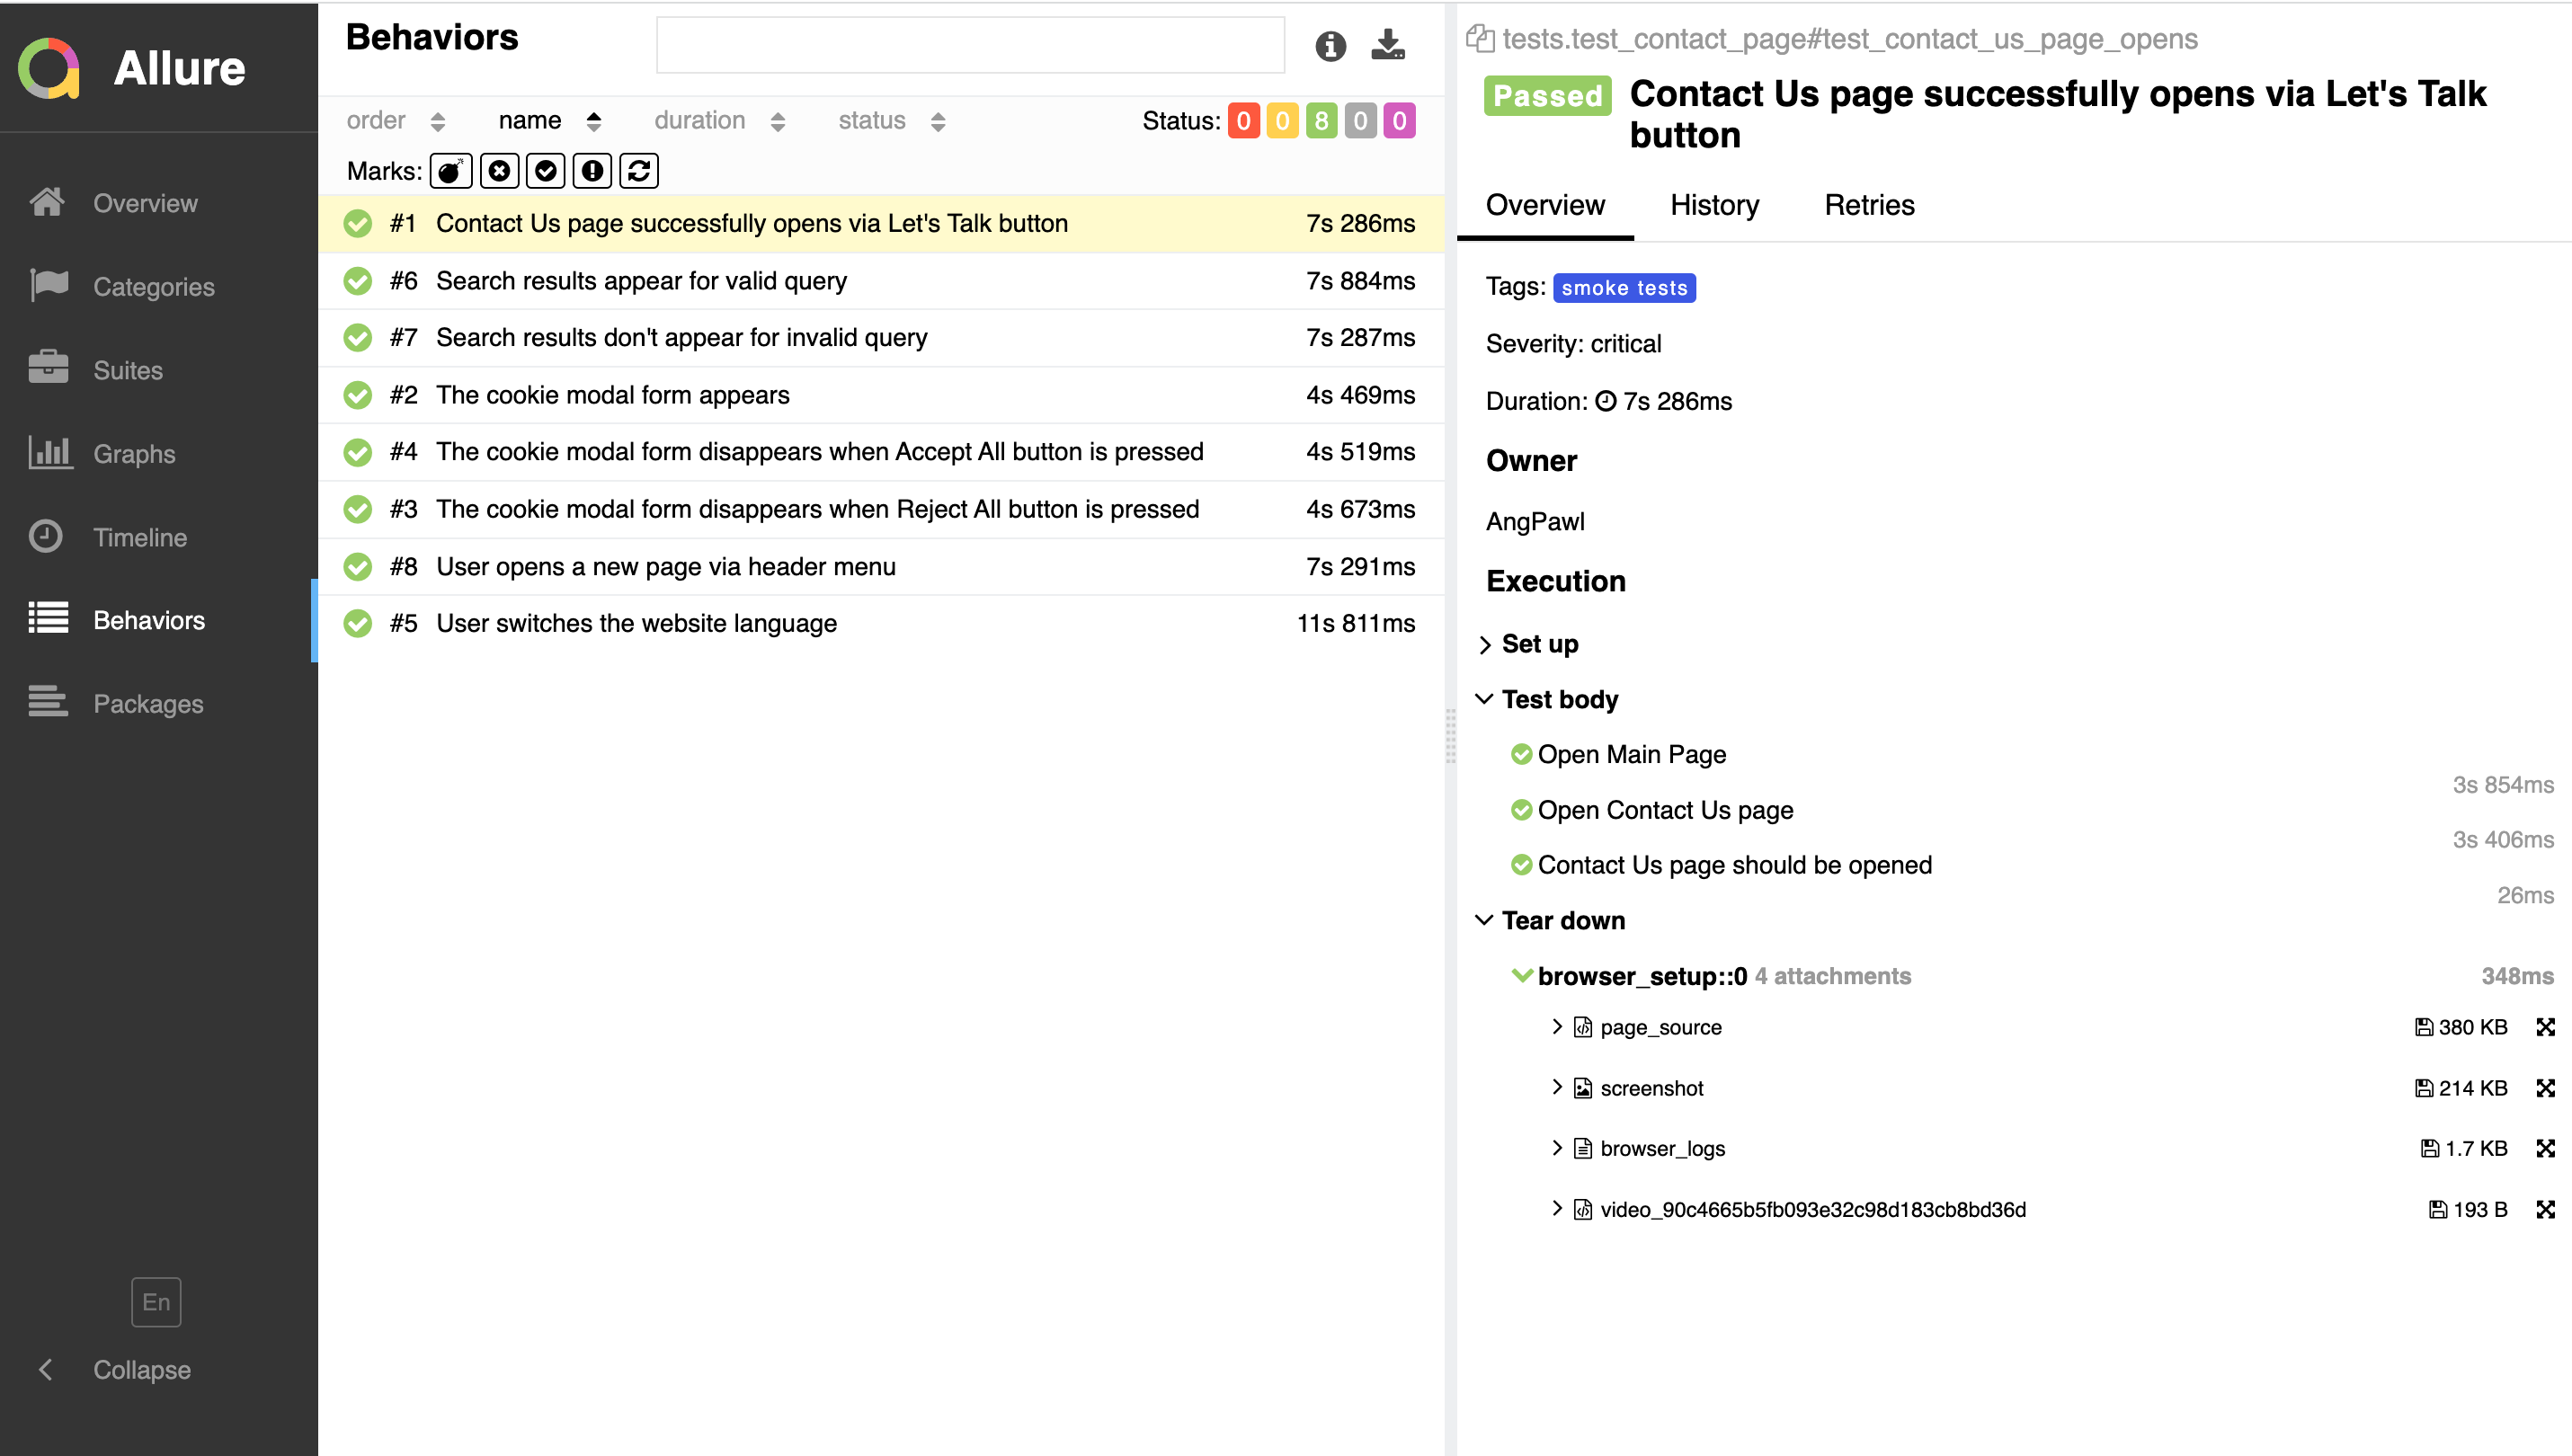 Allure
Overview
Categories
Suites
Graphs
Timeline
Behaviors
Packages
En
Collapse
Behaviors
order name duration status Status: 0 0 8 0 0
Marks:
#1 Contact Us page successfully opens via Let's Talk button 7s 286ms
#6 Search results appear for valid query 7s 884ms
#7 Search results don't appear for invalid query 7s 287ms
#2 The cookie modal form appears 4s 469ms
#4 The cookie modal form disappears when Accept All button is pressed 4s 519ms
#3 The cookie modal form disappears when Reject All button is pressed 4s 673ms
#8 User opens a new page via header menu 7s 291ms
#5 User switches the website language 11s 811ms
tests.test_contact_page#test_contact_us_page_opens
Passed Contact Us page successfully opens via Let's Talk
button
Overview History Retries
Tags: smoke tests
Severity: critical
Duration: 7s 286ms
Owner
AngPawl
Execution
Set up
Test body
Open Main Page
3s 854ms
Open Contact Us page
3s 406ms
Contact Us page should be opened
26ms
Tear down
browser_setup::0 4 attachments 348ms
page_source 380 KB
screenshot 214 KB
browser_logs 1.7 KB
video_90c4665b5fb093e32c98d183cb8bd36d 193 B